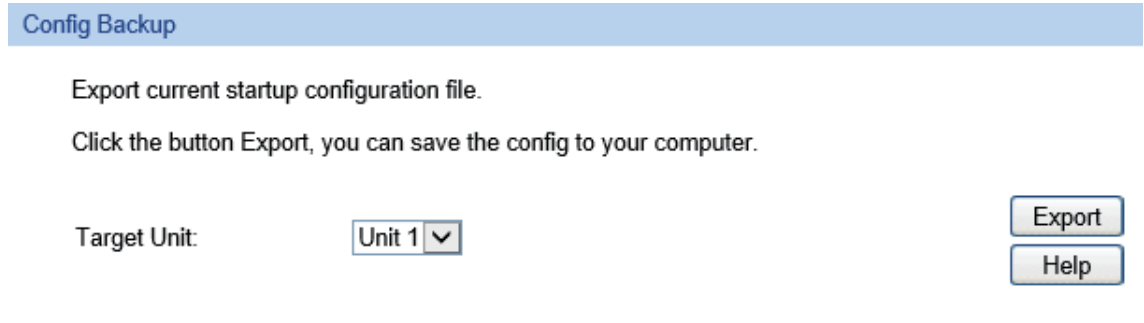 Config Backup
Export current startup configuration file.
Click the button Export, you can save the config to your computer.
Target Unit: Unit 1
Export
Help